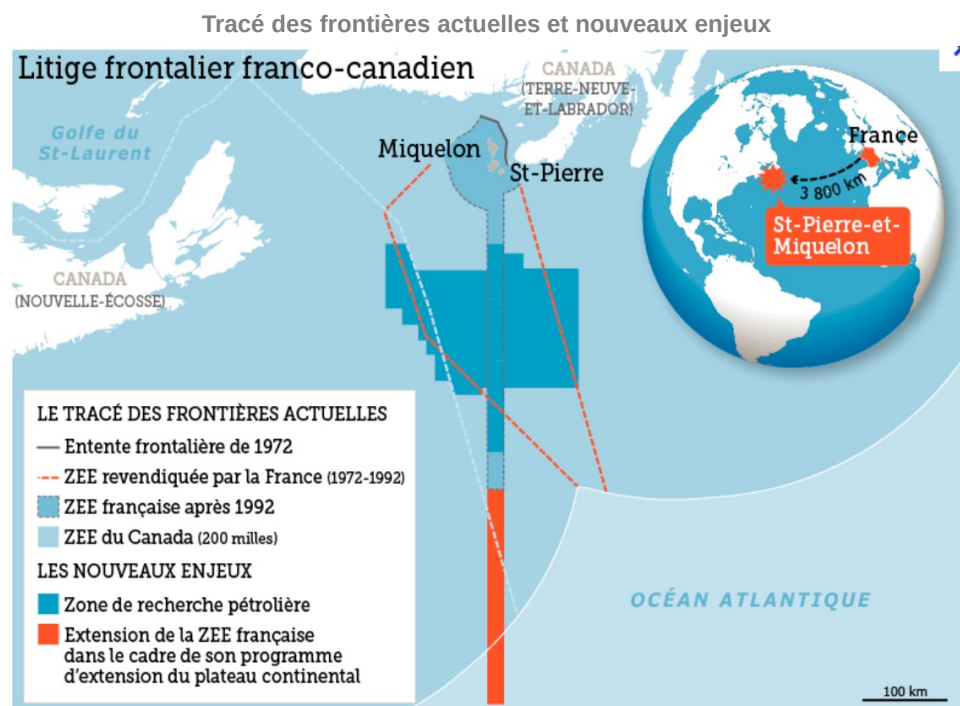 Tracé des frontières actuelles et nouveaux enjeux
Litige frontalier franco-canadien
CANADA
(TERRE-NEUVE-
ET-LABRADOR)
Golfe du
St-Laurent
Miquelon
St-Pierre
France
3 800 km
St-Pierre-et-
Miquelon
CANADA
(NOUVELLE-ÉCOSSE)
LE TRACÉ DES FRONTIÈRES ACTUELLES
Entente frontalière de 1972
ZEE revendiquée par la France (1972-1992)
ZEE française après 1992
ZEE du Canada (200 milles)
LES NOUVEAUX ENJEUX
Zone de recherche pétrolière
Extension de la ZEE française
dans le cadre de son programme
d'extension du plateau continental
OCÉAN ATLANTIQUE
100 km